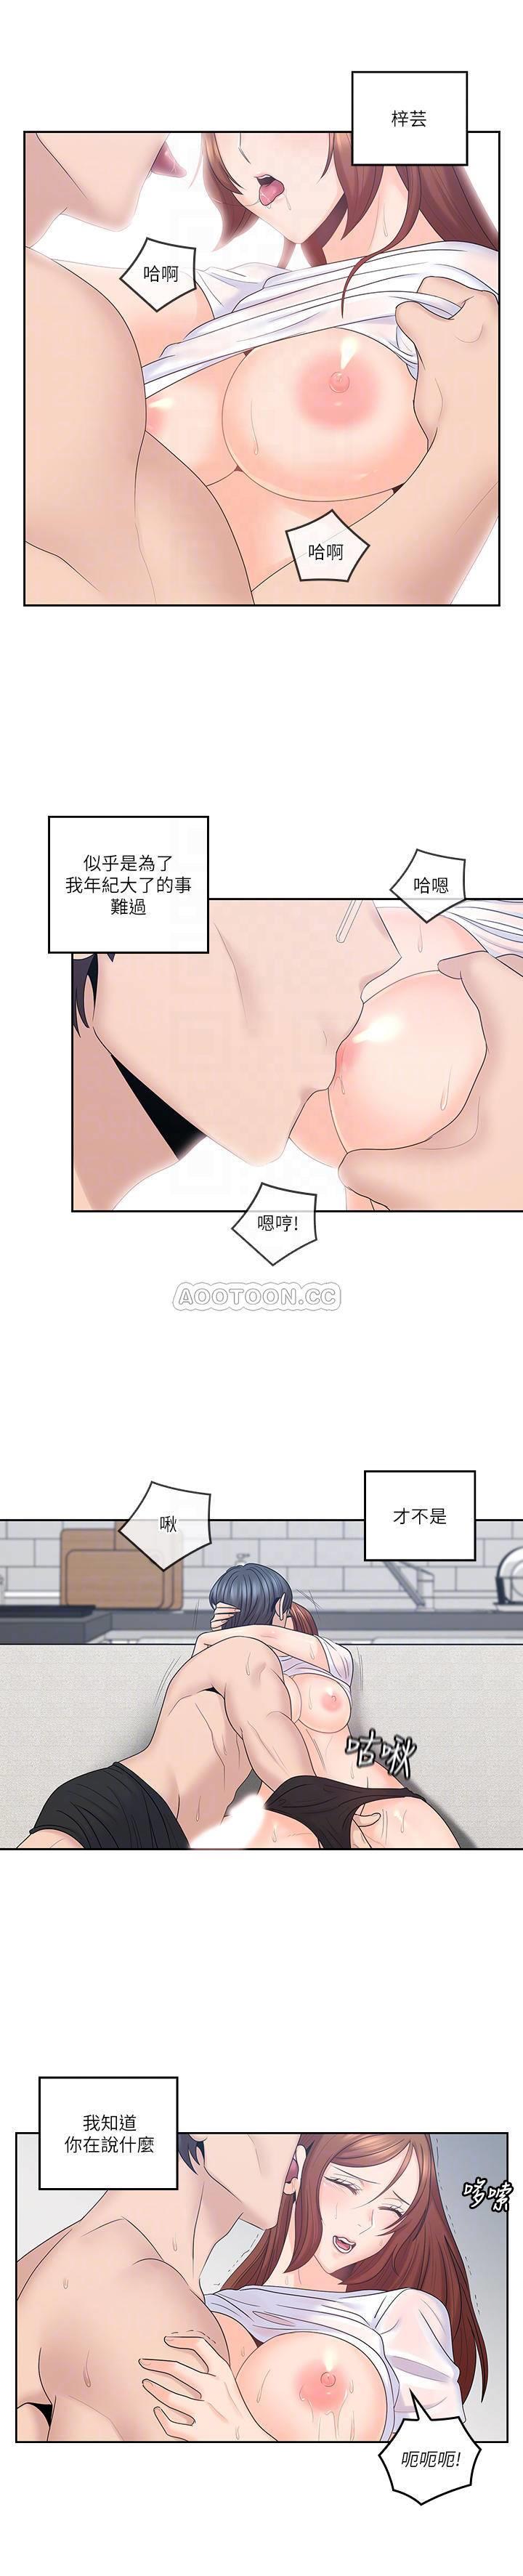 梓芸
哈啊
哈啊
似乎是為了
我年紀大了的事
難過
哈嗯
嗯哼!
AOOTOON.CC
才不是
啾
咕啾
我知道
你在說什麼
哆嗦
呃呃呃!